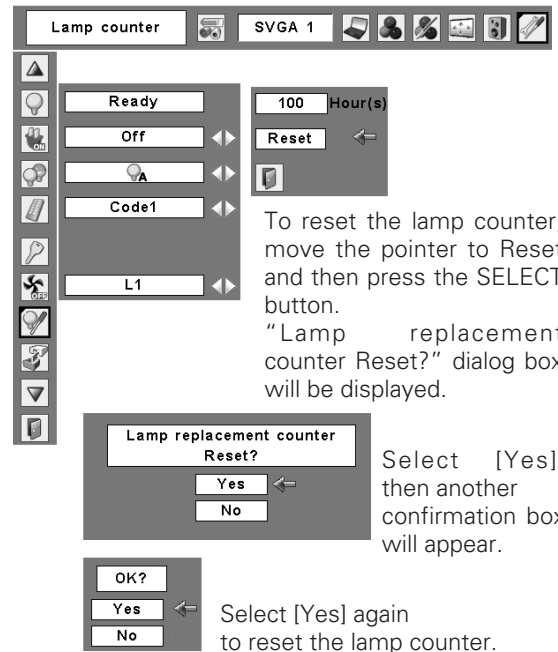 Lamp counter
SVGA 1
Ready
100 Hour(s)
Off
Reset
ON
A
Code1
To reset the lamp counter,
move the pointer to Reset
and then press the SELECT
button.
OFF
L1
“Lamp replacement
counter Reset?” dialog box
will be displayed.
Lamp replacement counter
Reset?
Yes
No
Select [Yes]
then another
confirmation box
will appear.
OK?
Yes
No
Select [Yes] again
to reset the lamp counter.